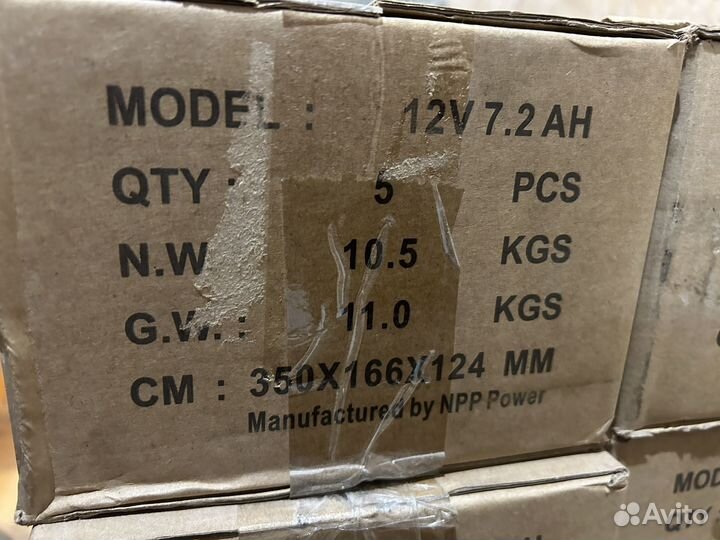 MODEL : 12V 7.2 AH
QTY : 5 PCS
N.W 10.5 KGS
G.W. : 11.0 KGS
CM : 350X166X124 MM
Manufactured by NPP Power
MOD
QTY
Avito